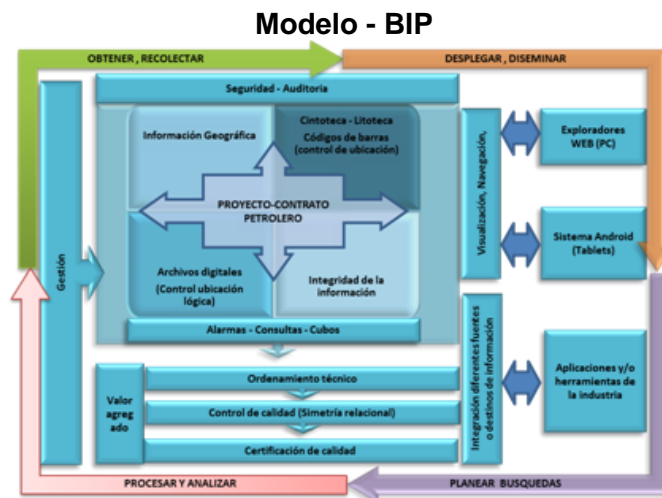 Modelo - BIP
OBTENER , RECOLECTAR
DESPLEGAR , DISEMINAR
Seguridad - Auditoria
Gestión
Información Geográfica
Cintoteca - Litoteca
Códigos de barras
(control de ubicación)
PROYECTO-CONTRATO
PETROLERO
Archivos digitales
(Control ubicación
lógica)
Integridad de la
información
Alarmas - Consultas - Cubos
Visualización, Navegación,
Exploradores
WEB (PC)
Sistema Android
(Tablets)
Valor
agreg
ado
Ordenamiento técnico
Control de calidad (Simetría relacional)
Certificación de calidad
Integración diferentes fuentes
o destinos de información
Aplicaciones y/o
herramientas de
la industria
PROCESAR Y ANALIZAR
PLANEAR BUSQUEDAS